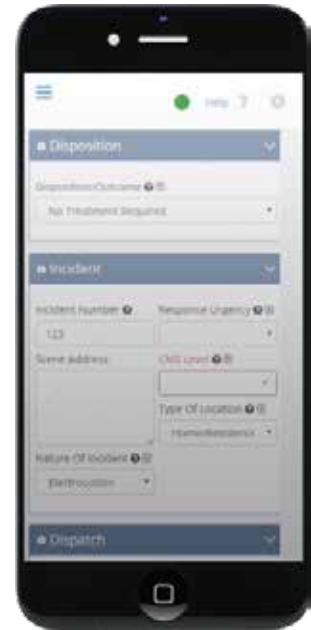 Help ?
Disposition
Disposition/Outcome
No Treatment Required
Incident
Incident Number Response Urgency
123
Scene Address CMS Level
Type Of Location
Home/Residence
Nature Of Incident
Electrocution
Dispatch